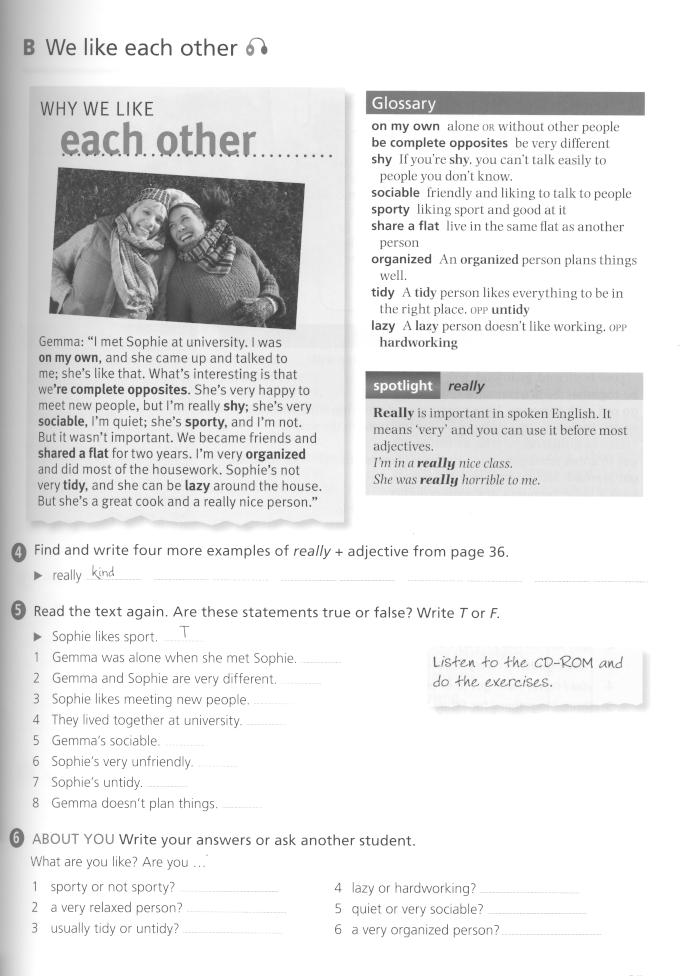 B We like each other
WHY WE LIKE
each other
Gemma: “I met Sophie at university. I was
on my own, and she came up and talked to
me; she’s like that. What’s interesting is that
we’re complete opposites. She’s very happy to
meet new people, but I’m really shy; she’s very
sociable, I’m quiet; she’s sporty, and I’m not.
But it wasn’t important. We became friends and
shared a flat for two years. I’m very organized
and did most of the housework. Sophie’s not
very tidy, and she can be lazy around the house.
But she’s a great cook and a really nice person.”
Glossary
on my own alone OR without other people
be complete opposites be very different
shy If you’re shy, you can’t talk easily to
people you don’t know.
sociable friendly and liking to talk to people
sporty liking sport and good at it
share a flat live in the same flat as another
person
organized An organized person plans things
well.
tidy A tidy person likes everything to be in
the right place. OPP untidy
lazy A lazy person doesn’t like working. OPP
hardworking
spotlight really
Really is important in spoken English. It
means ‘very’ and you can use it before most
adjectives.
I’m in a really nice class.
She was really horrible to me.
4 Find and write four more examples of really + adjective from page 36.
▶ really kind
5 Read the text again. Are these statements true or false? Write T or F.
▶ Sophie likes sport. T
1 Gemma was alone when she met Sophie.
2 Gemma and Sophie are very different.
3 Sophie likes meeting new people.
4 They lived together at university.
5 Gemma’s sociable.
6 Sophie’s very unfriendly.
7 Sophie’s untidy.
8 Gemma doesn’t plan things.
Listen to the CD-ROM and
do the exercises.
6 ABOUT YOU Write your answers or ask another student.
What are you like? Are you ...
1 sporty or not sporty?
2 a very relaxed person?
3 usually tidy or untidy?
4 lazy or hardworking?
5 quiet or very sociable?
6 a very organized person?